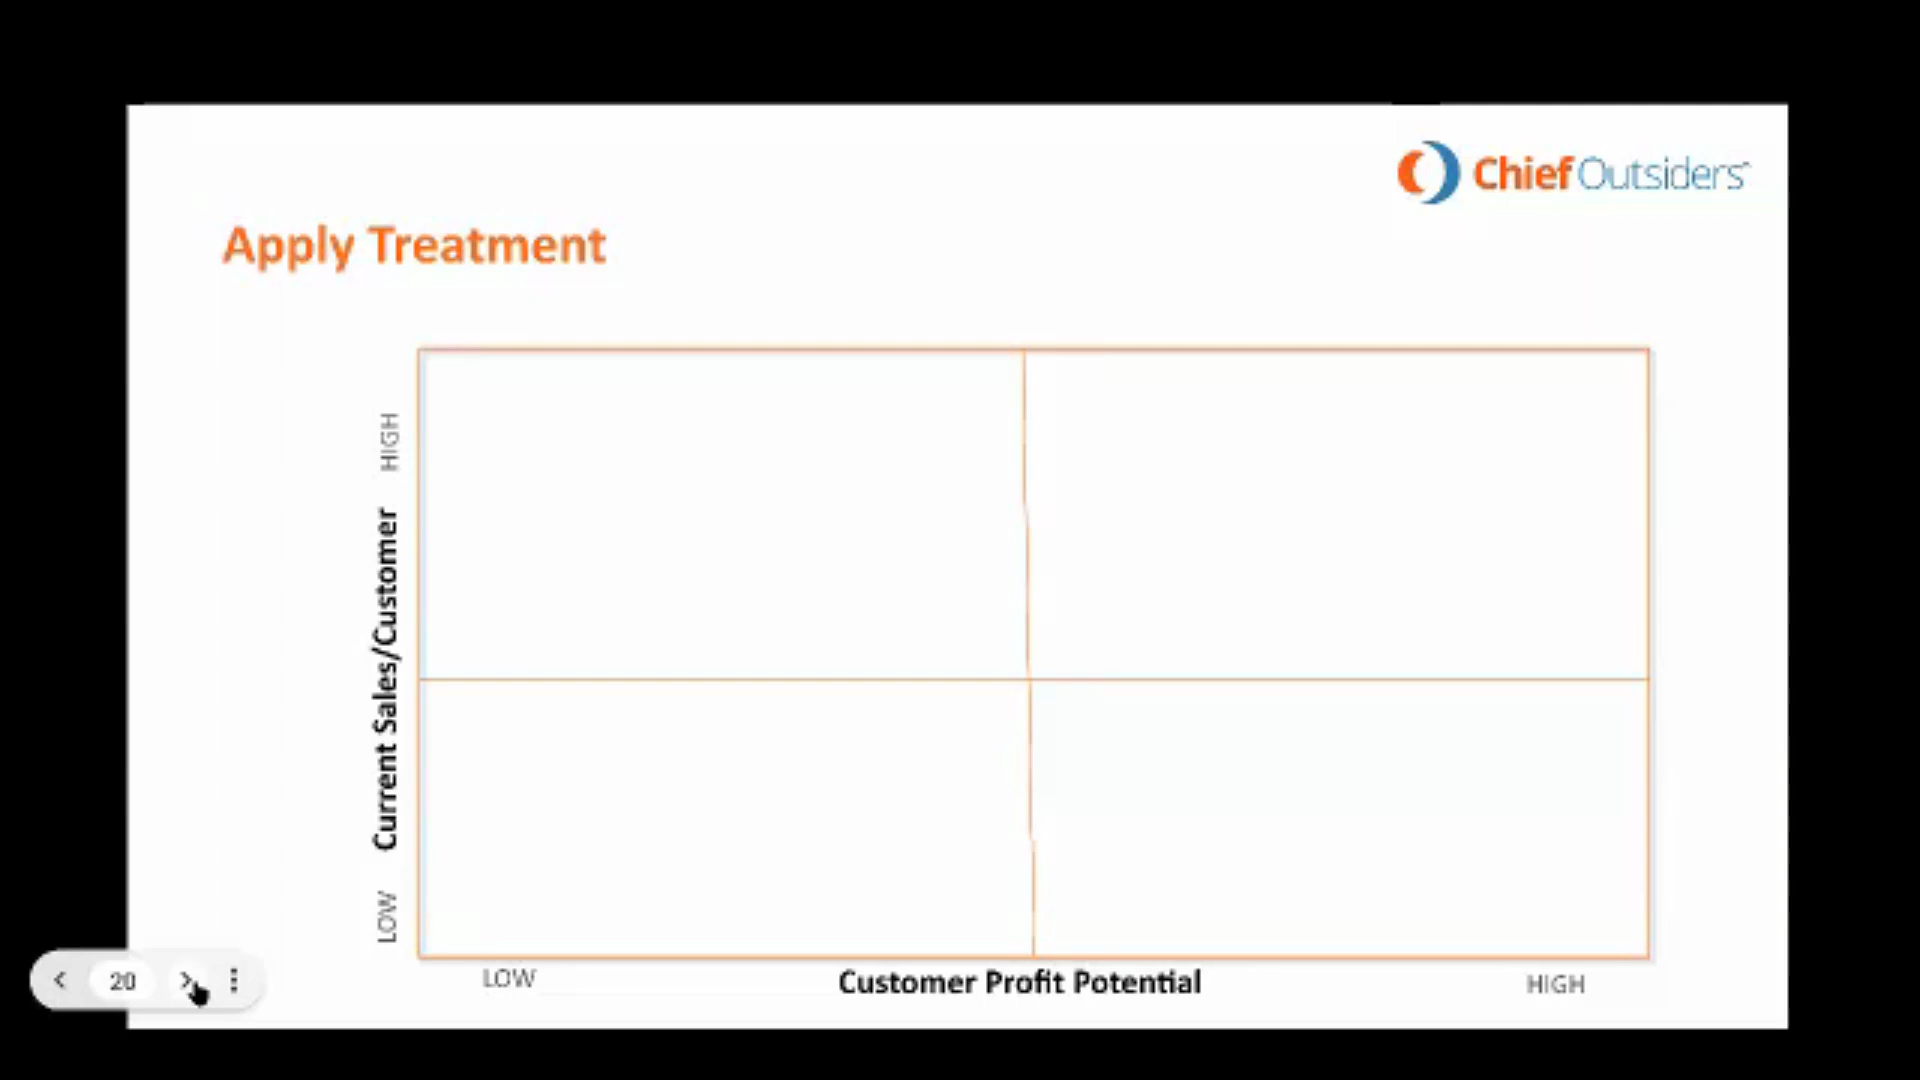 Chief Outsiders
Apply Treatment
HIGH
Current Sales/Customer
LOW
LOW
Customer Profit Potential
HIGH
20